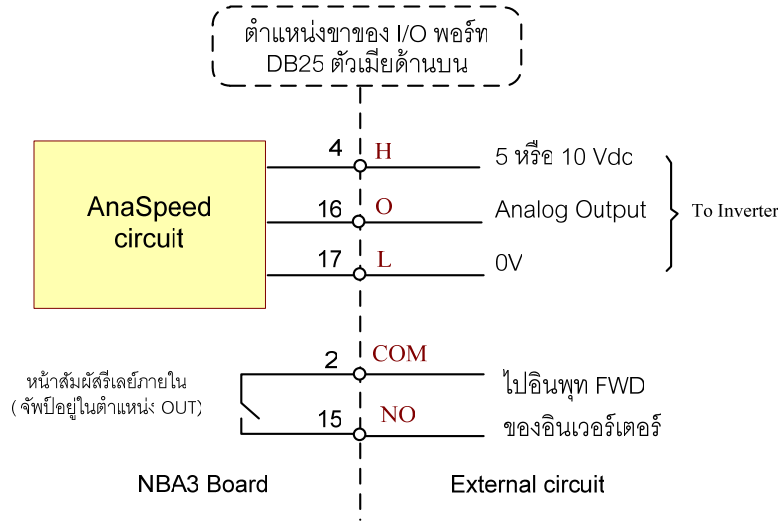 ตำแหน่งขาของ I/O พอร์ท
DB25 ตัวเมียด้านบน
4 H 5 หรือ 10 Vdc
AnaSpeed
circuit
16 O Analog Output
To Inverter
17 L 0V
2 COM
หน้าสัมผัสรีเลย์ภายใน
( จัพป์อยู่ในตำแหน่ง OUT)
ไปอินพุท FWD
15 NO
ของอินเวอร์เตอร์
NBA3 Board
External circuit